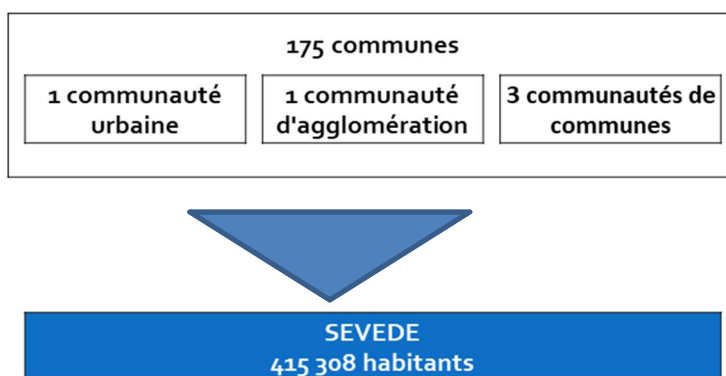 175 communes
1 communauté
urbaine
1 communauté
d'agglomération
3 communautés de
communes
SEVEDE
415 308 habitants